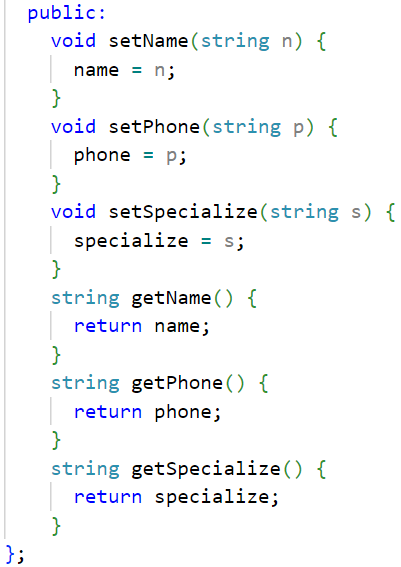 public:
void setName(string n) {
name = n;
}
void setPhone(string p) {
phone = p;
}
void setSpecialize(string s) {
specialize = s;
}
string getName() {
return name;
}
string getPhone() {
return phone;
}
string getSpecialize() {
return specialize;
}
};